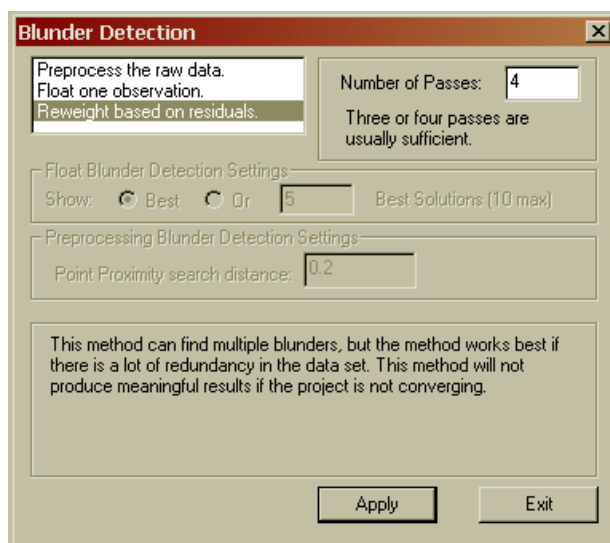 Blunder Detection
Preprocess the raw data.
Float one observation.
Reweight based on residuals.
Number of Passes: 4
Three or four passes are
usually sufficient.
Float Blunder Detection Settings
Show: Best Or 5 Best Solutions (10 max)
Preprocessing Blunder Detection Settings
Point Proximity search distance: 0.2
This method can find multiple blunders, but the method works best if
there is a lot of redundancy in the data set. This method will not
produce meaningful results if the project is not converging.
Apply Exit